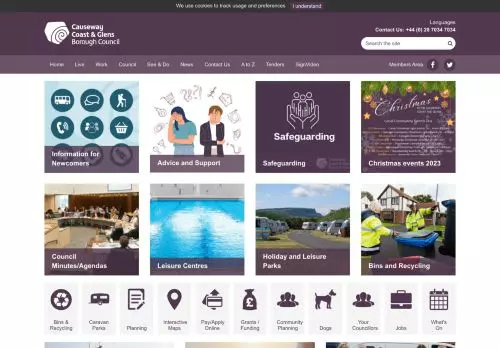 We use cookies to track usage and preferences I understand
Causeway
Coast & Glens
Borough Council
Languages
Contact Us: +44 (0) 28 7034 7034
Search the site
Home Live Work Council See & Do News Contact Us A to Z Tenders SignVideo Members Area
Information for
Newcomers
Advice and Support
Safeguarding
Safeguarding
Christmas
Christmas events 2023
Council
Minutes/Agendas
Leisure Centres
Holiday and Leisure
Parks
Bins and Recycling
Bins &
Recycling
Caravan
Parks
Planning
Interactive
Maps
Pay/Apply
Online
Grants /
Funding
Community
Planning
Dogs
Your
Councillors
Jobs
What's
On